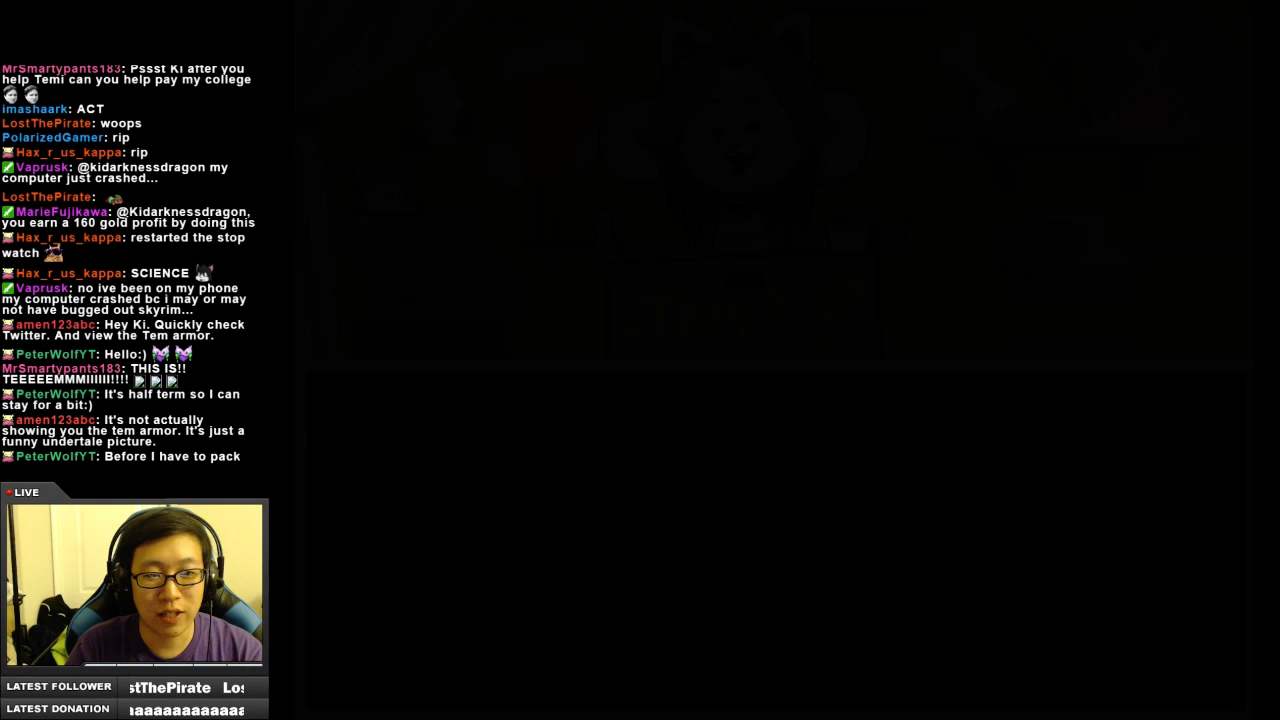 MrSmartypants183: Pssst Ki after you
help Temi can you help pay my college
imashaark: ACT
LostThePirate: woops
PolarizedGamer: rip
Hax_r_us_kappa: rip
Vaprusk: @kidarknessdragon my
computer just crashed...
LostThePirate:
MarieFujikawa: @Kidarknessdragon,
you earn a 160 gold profit by doing this
Hax_r_us_kappa: restarted the stop
watch
Hax_r_us_kappa: SCIENCE
Vaprusk: no ive been on my phone
my computer crashed bc i may or may
not have bugged out skyrim...
amen123abc: Hey Ki. Quickly check
Twitter. And view the Tem armor.
PeterWolfYT: Hello:)
MrSmartypants183: THIS IS!!
TEEEEEMMMIIIIII!!!!
PeterWolfYT: It's half term so I can
stay for a bit:)
amen123abc: It's not actually
showing you the tem armor. It's just a
funny undertale picture.
PeterWolfYT: Before I have to pack
LIVE
LATEST FOLLOWER stThePirate Los
LATEST DONATION aaaaaaaaaaaaa